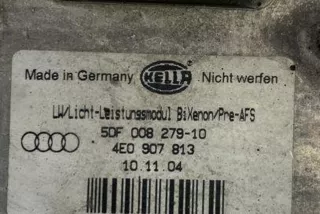 Made in Germany HELLA Nicht werfen
LW/Licht-Leistungsmodul BiXenon/Pre-AFS
5DF 008 279-10
4E0 907 813
10.11.04